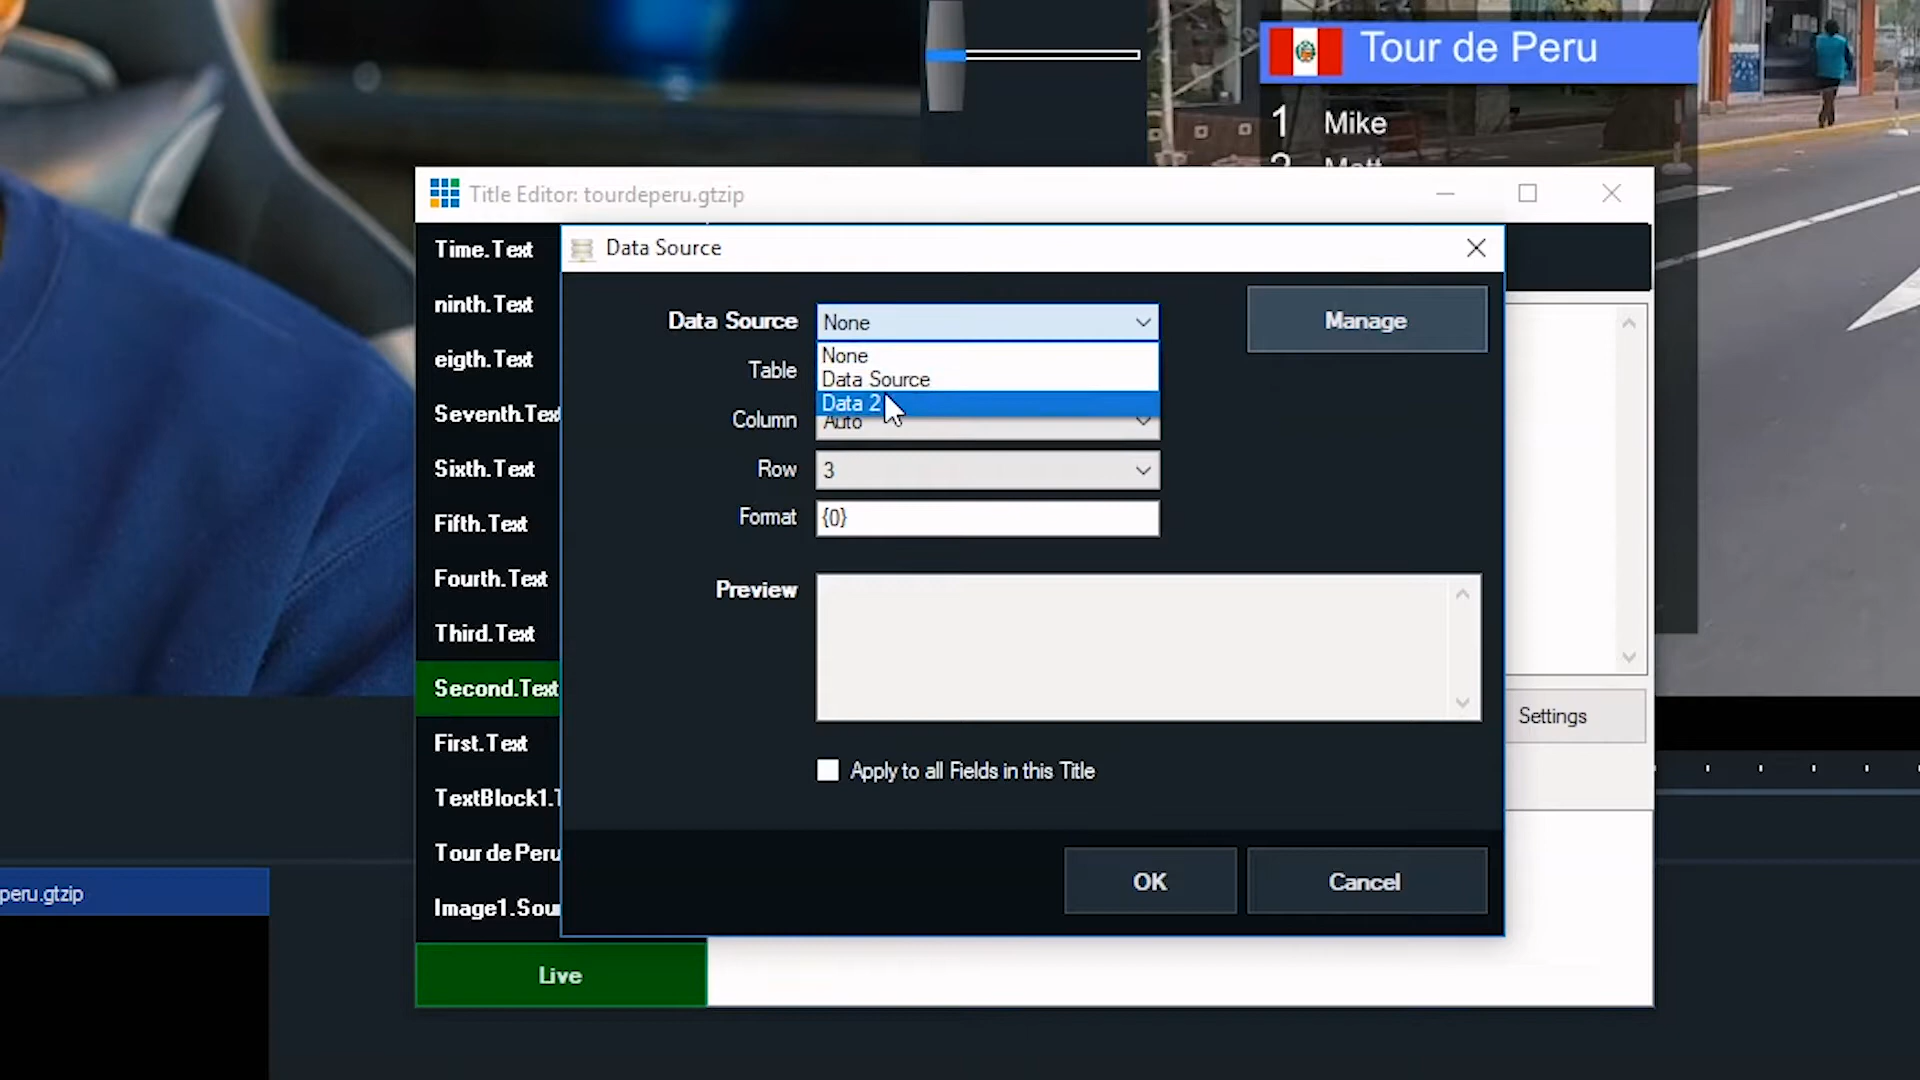 Tour de Peru
1 Mike
2 Matt
Title Editor: tourdeperu.gtzip
Time.Text
ninth.Text
eigth.Text
Seventh.Text
Sixth.Text
Fifth.Text
Fourth.Text
Third.Text
Second.Text
First.Text
TextBlock1.T
Tour de Peru
Image1.Sou
Live
Data Source
Data Source None
None
Data Source
Data 2
Table
Column Auto
Row 3
Format {0}
Preview
Apply to all Fields in this Title
Manage
OK
Cancel
Settings
peru.gtzip